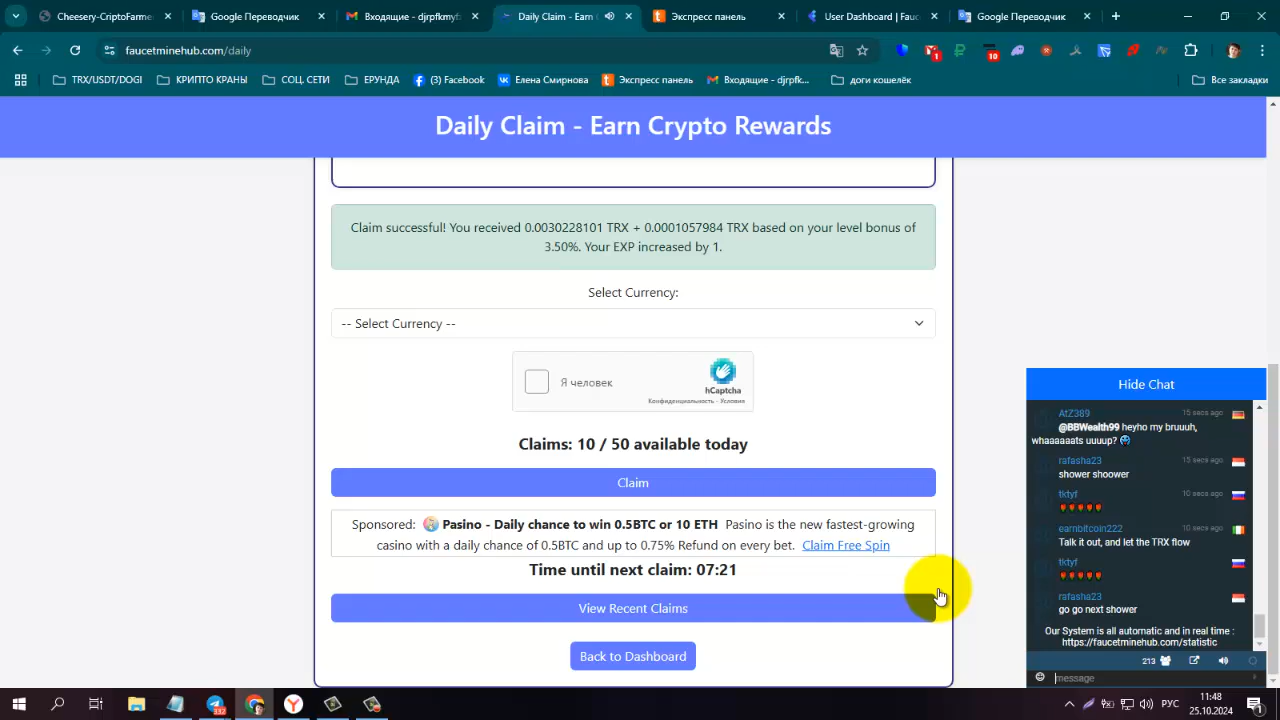 Cheesery-CriptoFarmer
Google Переводчик
Входящие - djrpfkmyfz
Daily Claim - Earn C
Экспресс панель
User Dashboard | Fauc
Google Переводчик
faucetminehub.com/daily
1
10
TRX/USDT/DOGI
КРИПТО КРАНЫ
СОЦ. СЕТИ
ЕРУНДА
(3) Facebook
Елена Смирнова
Экспресс панель
Входящие - djrpfk...
доги кошелёк
Все закладки
Daily Claim - Earn Crypto Rewards
Claim successful! You received 0.0030228101 TRX + 0.0001057984 TRX based on your level bonus of
3.50%. Your EXP increased by 1.
Select Currency:
-- Select Currency --
Я человек
hCaptcha
Конфиденциальность - Условия
Claims: 10 / 50 available today
Claim
Sponsored: Pasino - Daily chance to win 0.5BTC or 10 ETH Pasino is the new fastest-growing
casino with a daily chance of 0.5BTC and up to 0.75% Refund on every bet. Claim Free Spin
Time until next claim: 07:21
View Recent Claims
Back to Dashboard
Hide Chat
AtZ389 15 secs ago
@BBWealth99 heyho my bruuuh,
whaaaaaats uuuup?
rafasha23 15 secs ago
shower shoower
tktyf 10 secs ago
earnbitcoin222 10 secs ago
Talk it out, and let the TRX flow
tktyf
rafasha23
go go next shower
Our System is all automatic and in real time :
https://faucetminehub.com/statistic
213
message
РУС
11:48
25.10.2024
1